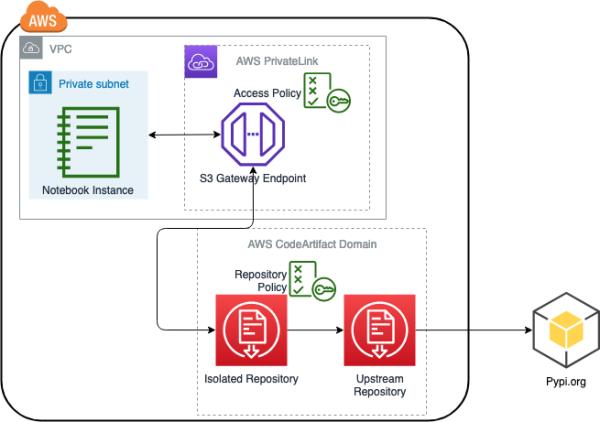 AWS
VPC
Private subnet
Notebook Instance
AWS PrivateLink
Access Policy
S3 Gateway Endpoint
AWS CodeArtifact Domain
Repository
Policy
Isolated Repository
Upstream
Repository
Pypi.org